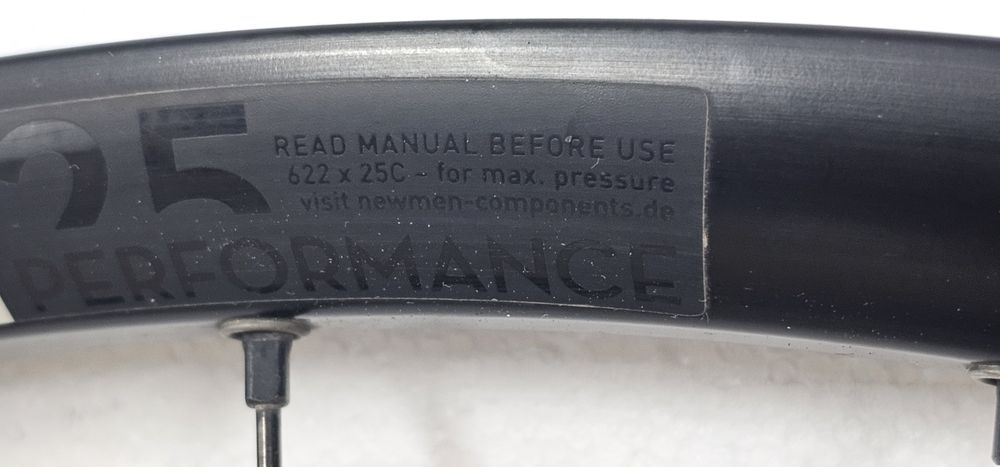 25
READ MANUAL BEFORE USE
622 x 25C - for max. pressure
visit newmen-components.de
PERFORMANCE